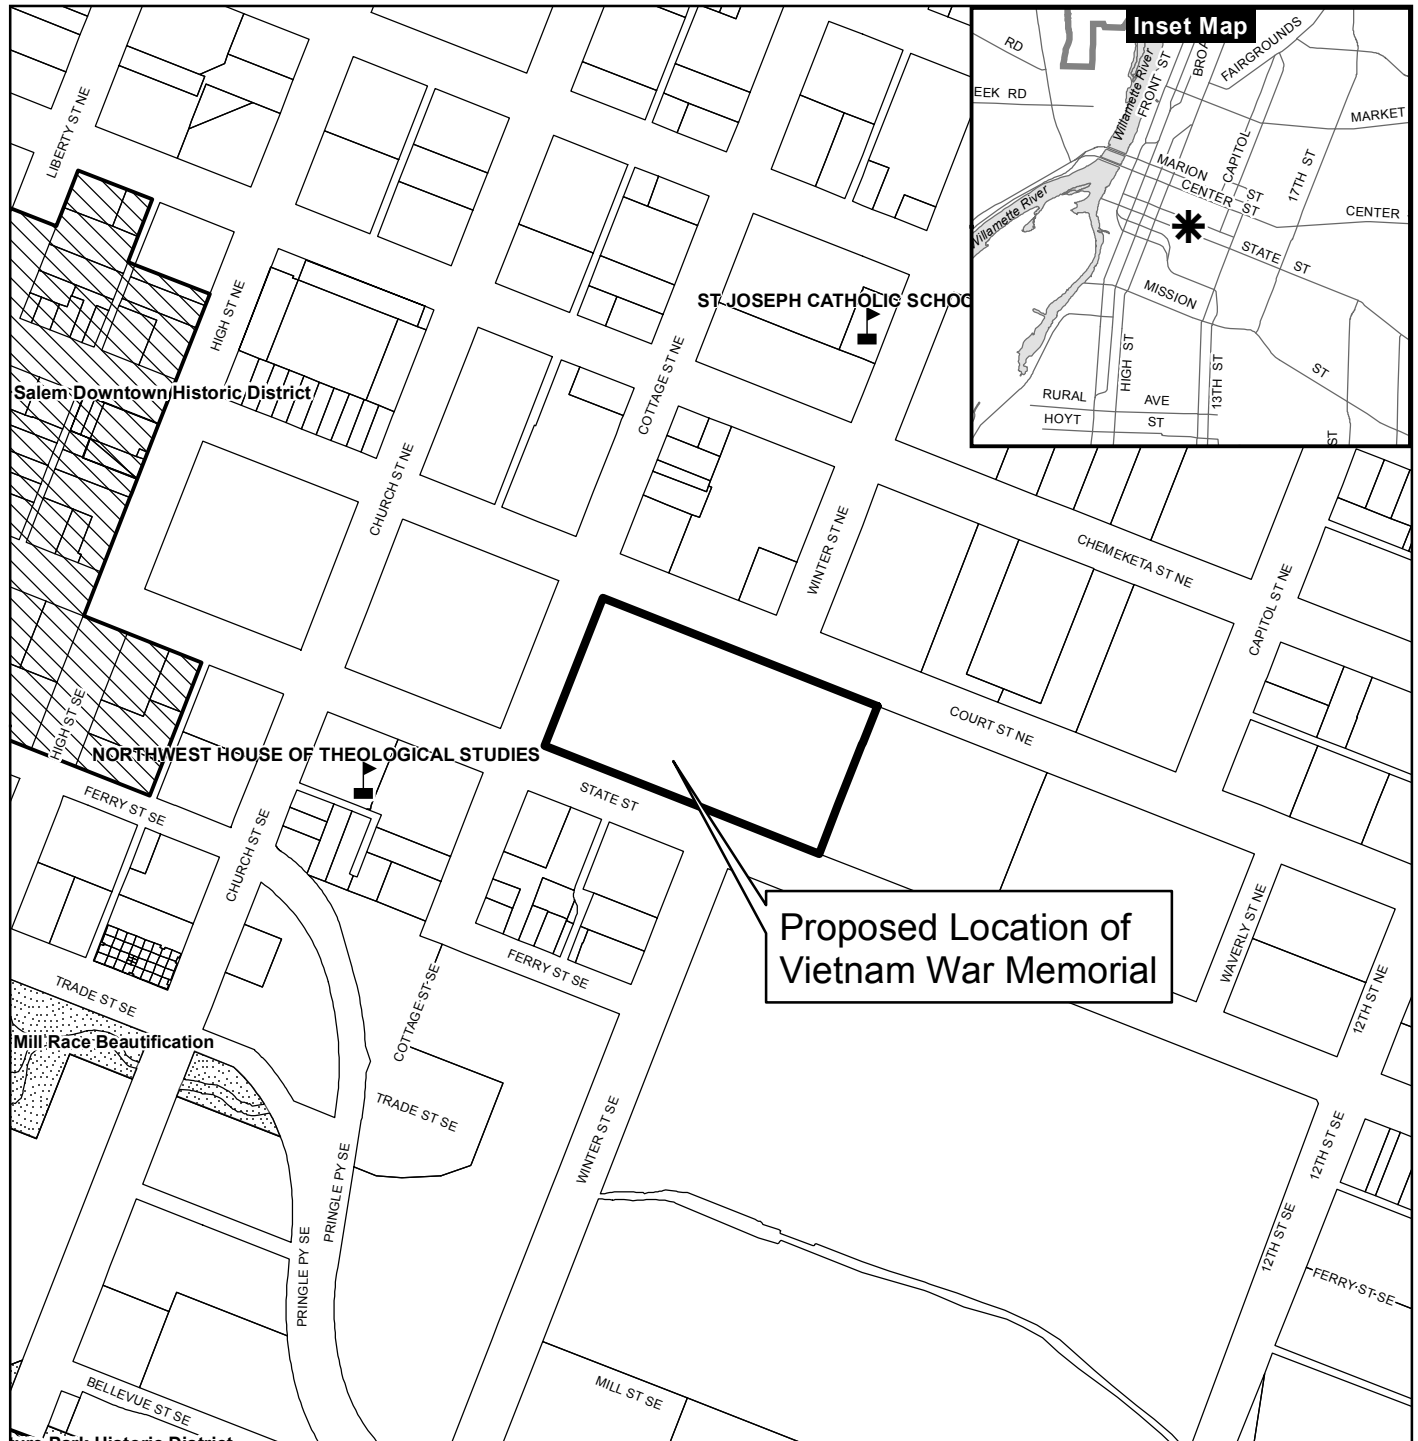 Inset Map
RD
EEK RD
Willamette River
FRONT ST
FAIRGROUNDS
MARKET
CAPITOL
17TH ST
MARION ST
CENTER ST
CENTER
Willamette River
STATE ST
MISSION
ST
HIGH ST
13TH ST
RURAL AVE
HOYT ST
ST
LIBERTY ST NE
HIGH ST NE
ST JOSEPH CATHOLIC SCHOO
COTTAGE ST NE
Salem Downtown Historic District
CHURCH ST NE
WINTER ST NE
CHEMEKETA ST NE
CAPITOL ST NE
HIGH ST SE
COURT ST NE
NORTHWEST HOUSE OF THEOLOGICAL STUDIES
FERRY ST SE
STATE ST
CHURCH ST SE
Proposed Location of
Vietnam War Memorial
WAVERLY ST NE
12TH ST NE
FERRY ST SE
TRADE ST SE
COTTAGE ST SE
Mill Race Beautification
TRADE ST SE
WINTER ST SE
12TH ST SE
PRINGLE PY SE
PRINGLE PY SE
12TH ST SE
FERRY ST SE
BELLEVUE ST SE
MILL ST SE
Park Historic District